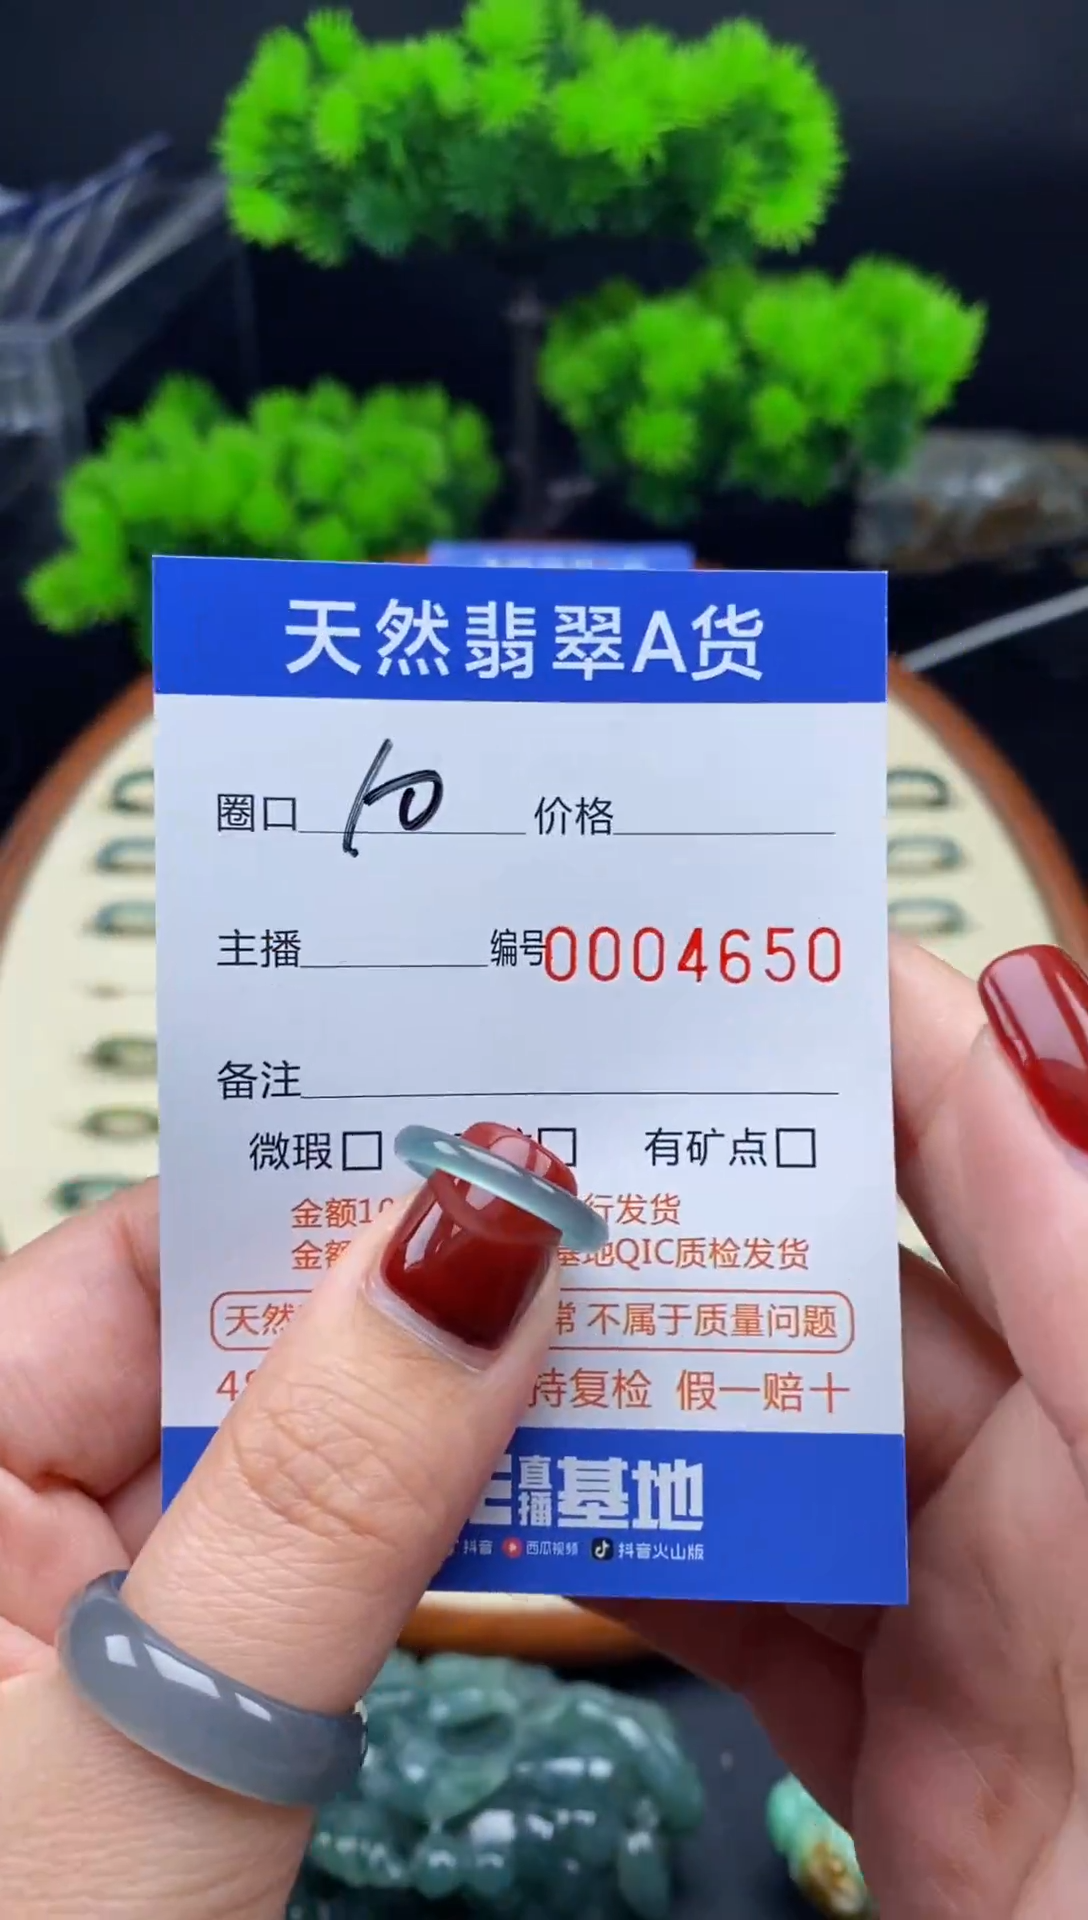 天然翡翠A货
圈口 10 价格
主播 编号0004650
备注
微瑕 有矿点
金额10 行发货
金额 基地QIC质检发货
天然 常 不属于质量问题
48 持复检 假一赔十
直播基地
抖音 西瓜视频 抖音火山版